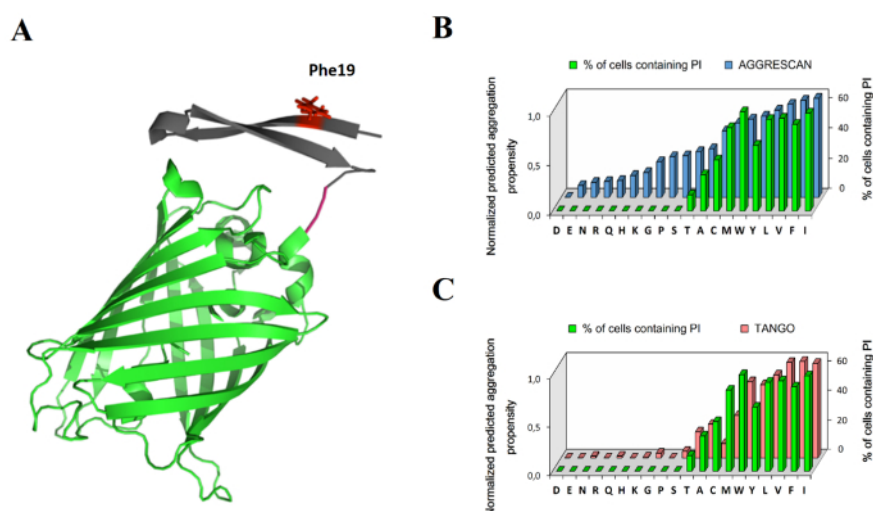 A
Phe19
B
% of cells containing PI AGGRESCAN
Normalized predicted aggregation
propensity
1,0
0,5
0,0
60
40
20
0
% of cells containing PI
D E N R Q H K G P S T A C M W Y L V F I
C
% of cells containing PI TANGO
Normalized predicted aggregation
propensity
1,0
0,5
0,0
60
40
20
0
% of cells containing PI
D E N R Q H K G P S T A C M W Y L V F I